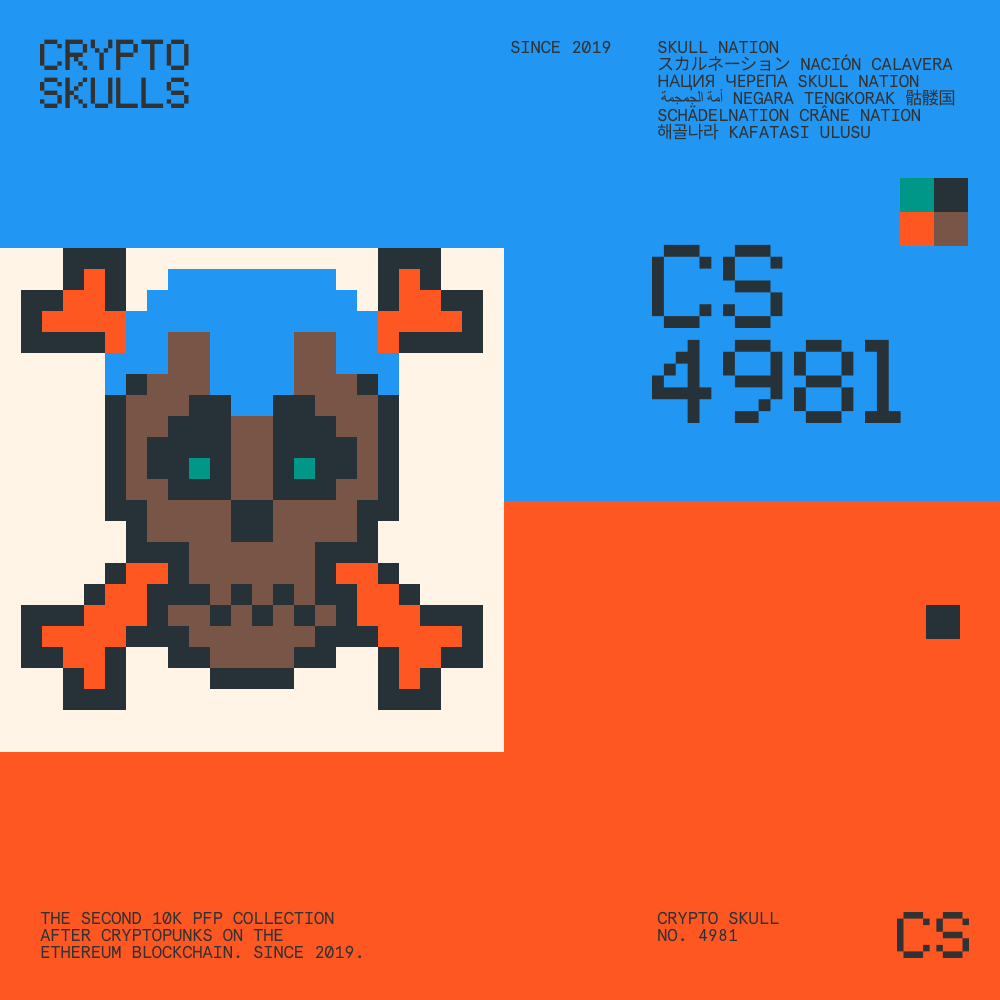 CRYPTO
SKULLS
SINCE 2019
SKULL NATION
スカルネーション NACIÓN CALAVERA
НАЦИЯ ЧЕРЕПА SKULL NATION
أمة الجمجمة NEGARA TENGKORAK 骷髅国
SCHÄDELNATION CRÂNE NATION
해골나라 KAFATASI ULUSU
CS
4981
THE SECOND 10K PFP COLLECTION
AFTER CRYPTOPUNKS ON THE
ETHEREUM BLOCKCHAIN. SINCE 2019.
CRYPTO SKULL
NO. 4981
CS